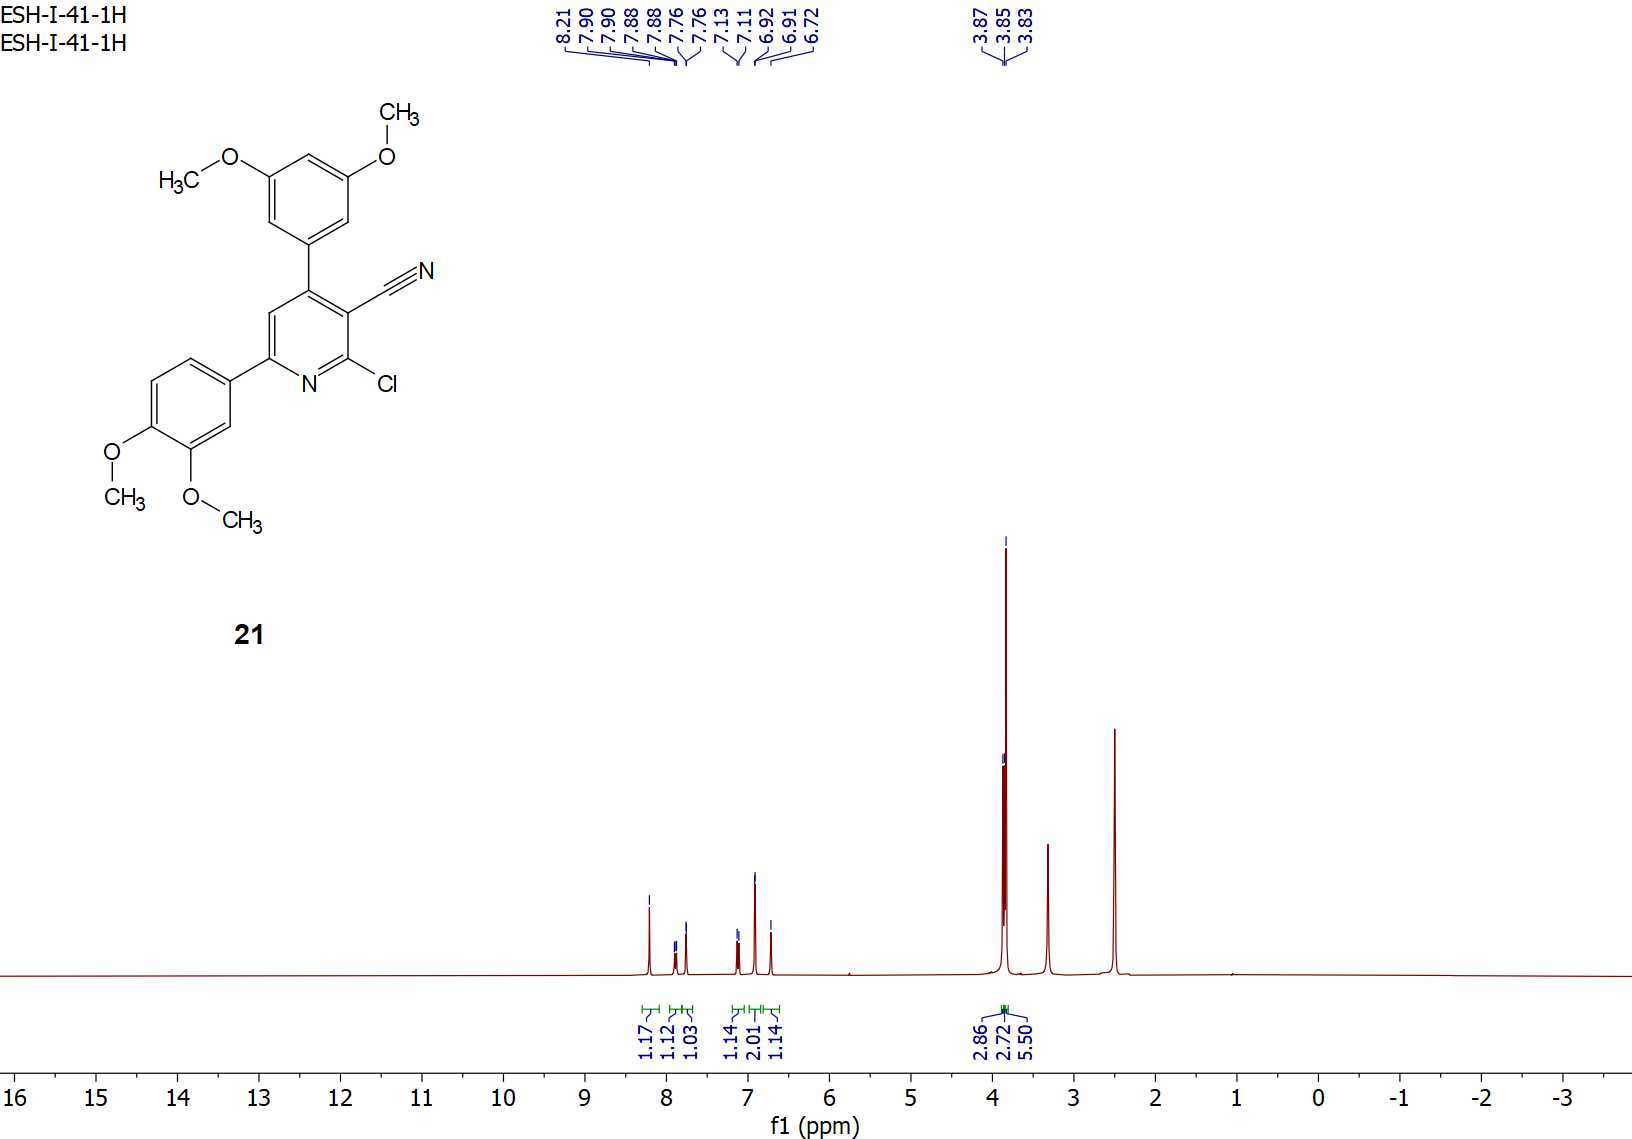 ESH-I-41-1H
ESH-I-41-1H
8.21
7.90
7.90
7.88
7.88
7.76
7.76
7.13
7.11
6.92
6.91
6.72
3.87
3.85
3.83
CH3
O
O
H3C
N
N
Cl
O
CH3
O
CH3
21
1.17
1.12
1.03
1.14
2.01
1.14
2.86
2.72
5.50
16 15 14 13 12 11 10 9 8 7 6 5 4 3 2 1 0 -1 -2 -3
f1 (ppm)